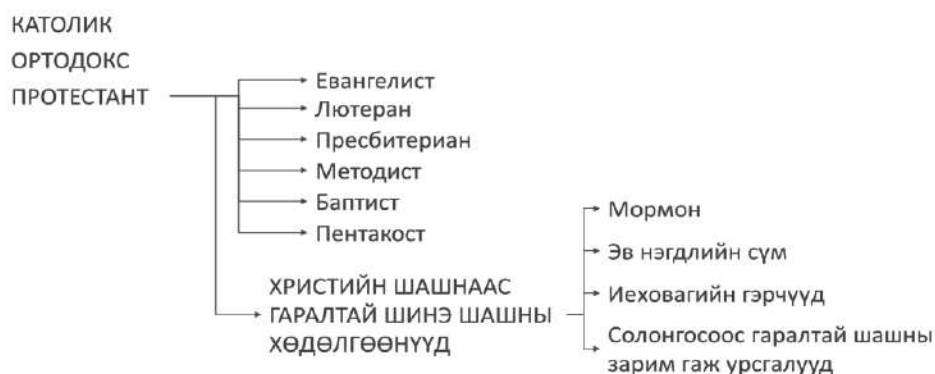 КАТОЛИК
ОРТОДОКС
ПРОТЕСТАНТ
Евангелист
Лютеран
Пресбитериан
Методист
Баптист
Пентакост
ХРИСТИЙН ШАШНААС
ГАРАЛТАЙ ШИНЭ ШАШНЫ
ХӨДӨЛГӨӨНҮҮД
Мормон
Эв нэгдлийн сүм
Иеховагийн гэрчүүд
Солонгосоос гаралтай шашны
зарим гаж урсгалууд